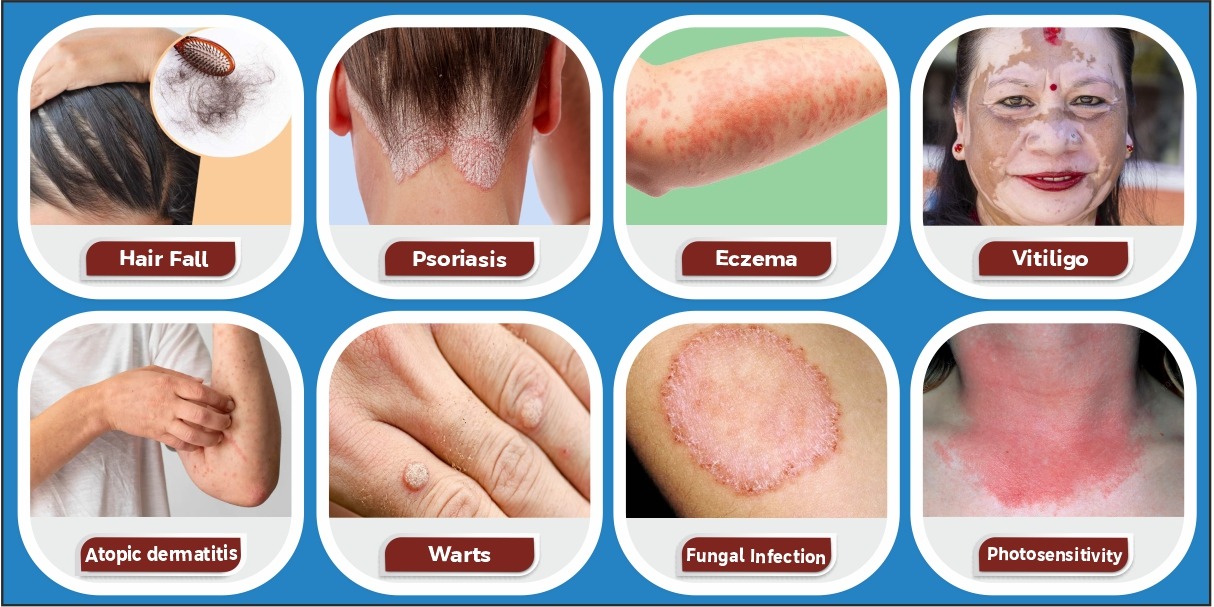 Hair Fall
Psoriasis
Eczema
Vitiligo
Atopic dermatitis
Warts
Fungal Infection
Photosensitivity